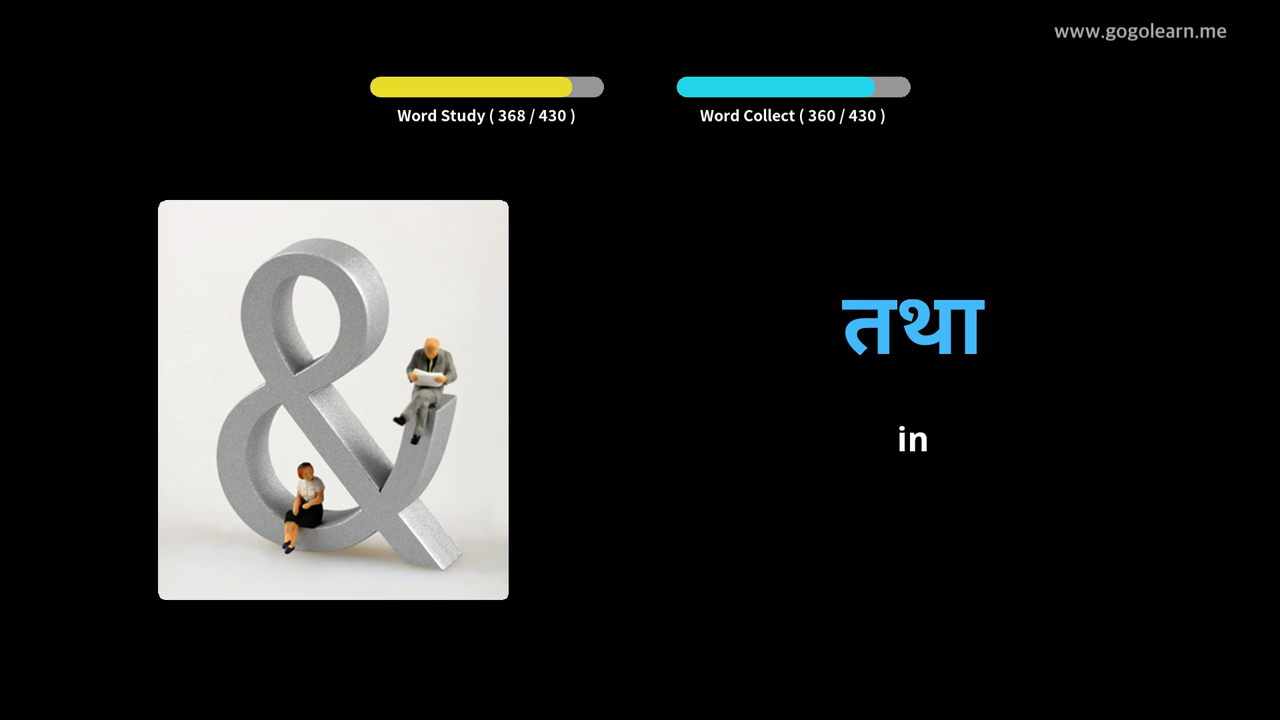 www.gogolearn.me
Word Study ( 368 / 430 )
Word Collect ( 360 / 430 )
&
तथा
in